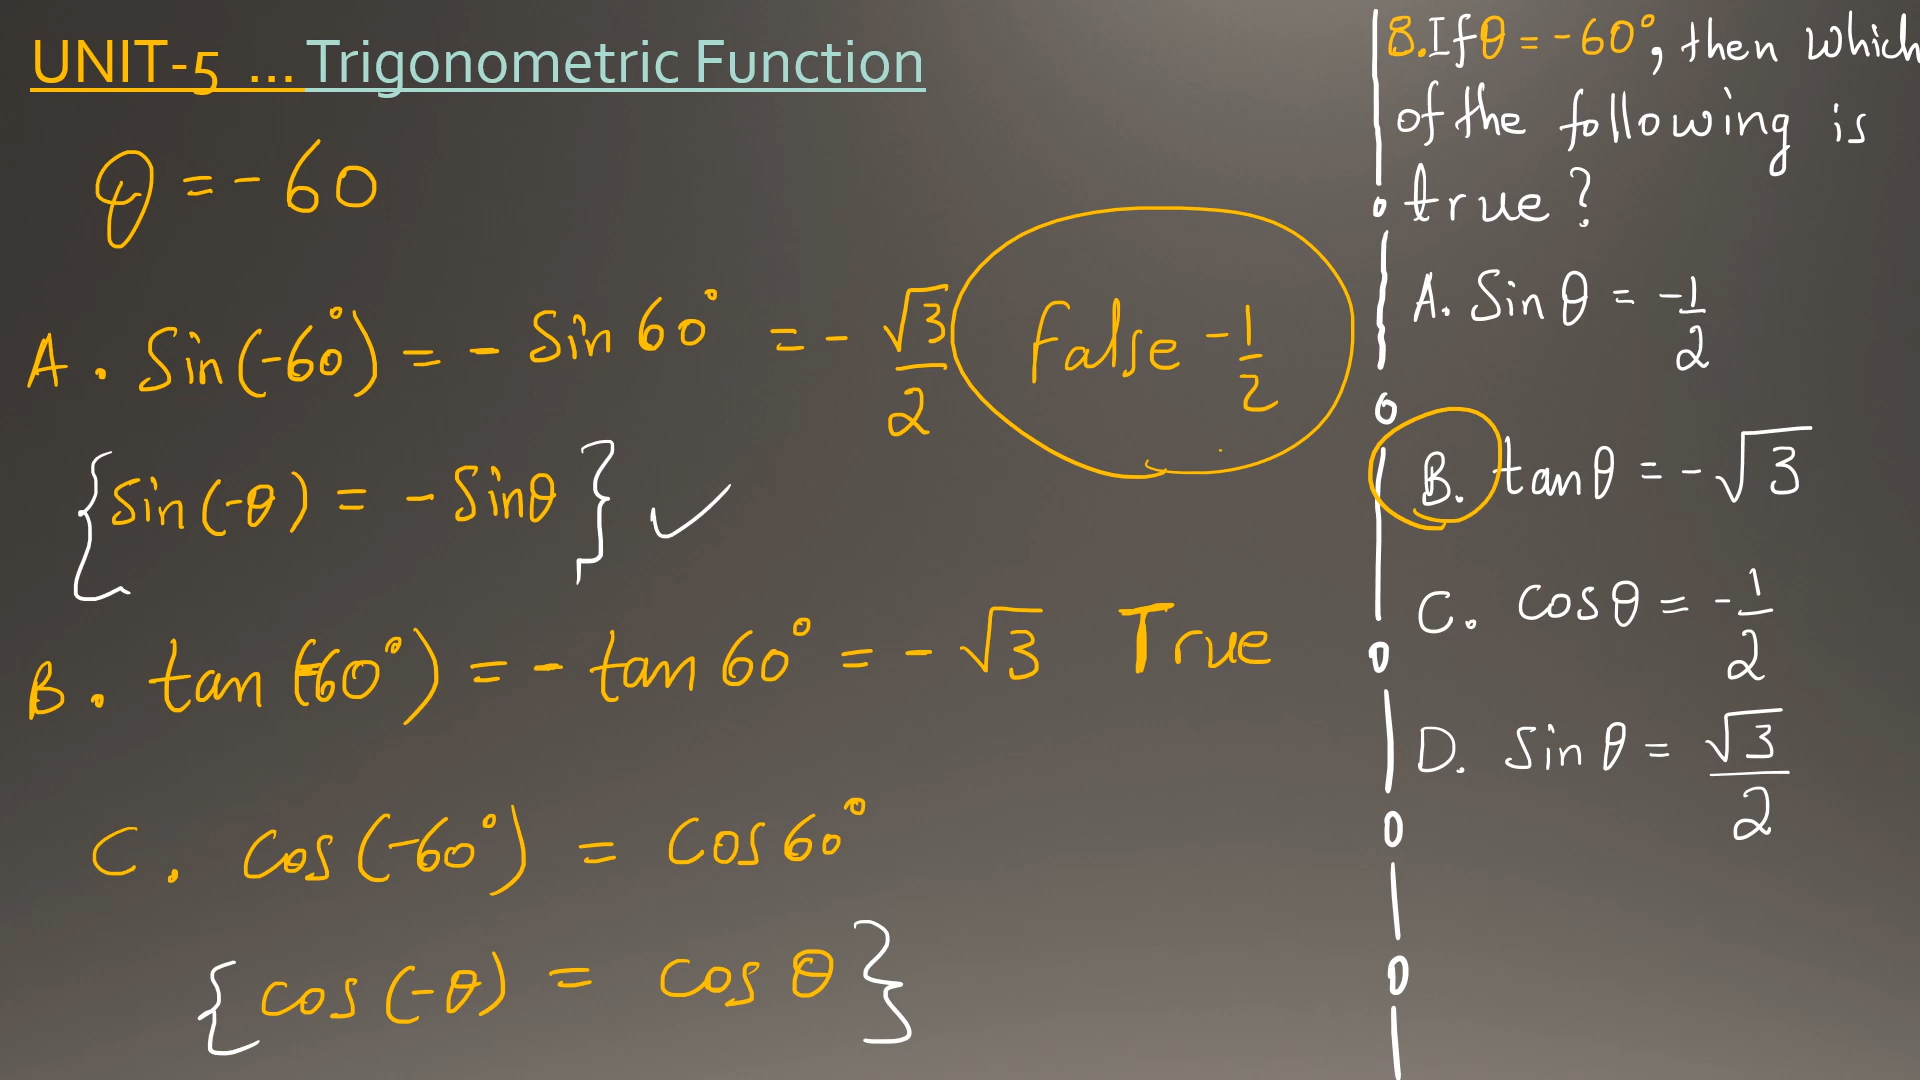 UNIT-5 ... Trigonometric Function
θ = - 60
A. Sin(-60°) = - Sin 60° = - √3/2 False -1/2
{Sin(-θ) = - Sinθ} ✓
B. tan(-60°) = - tan 60° = - √3 True
C. Cos(-60°) = Cos 60°
{cos(-θ) = cos θ}
8. If θ = -60°, then which
of the following is
true?
A. Sin θ = -1/2
B. tanθ = -√3
C. cosθ = -1/2
D. Sin θ = √3/2